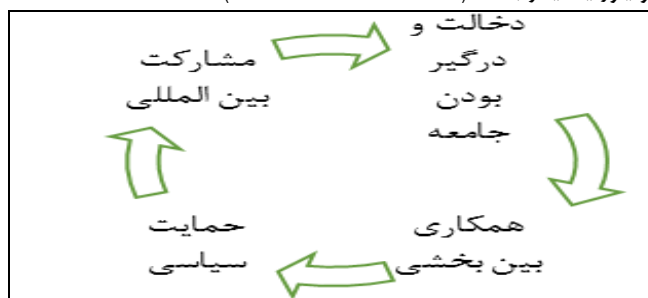 دخالت و
درگیر
بودن
جامعه
همکاری
بین بخشی
حمایت
سیاسی
مشارکت
بین المللی